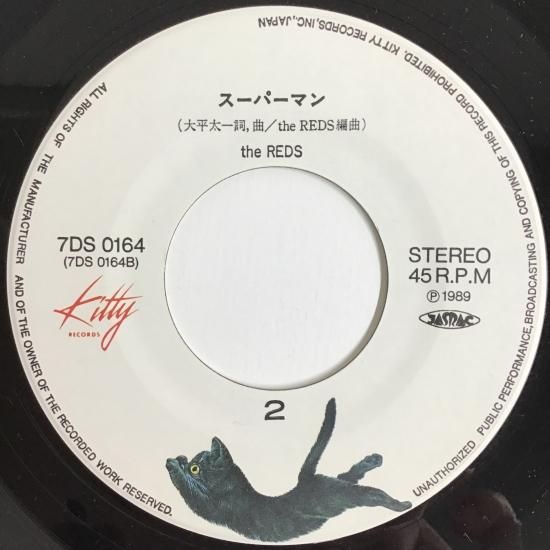 スーパーマン
(大平太一詞,曲/the REDS編曲)
the REDS
7DS 0164
(7DS 0164B)
Kitty
RECORDS
STEREO
45 R.P.M
Ⓟ 1989
JASRAC
2
ALL RIGHTS OF THE MANUFACTURER AND OF THE OWNER OF THE RECORDED WORK RESERVED.
UNAUTHORIZED PUBLIC PERFORMANCE, BROADCASTING AND COPYING OF THIS RECORD PROHIBITED. KITTY RECORDS, INC., JAPAN